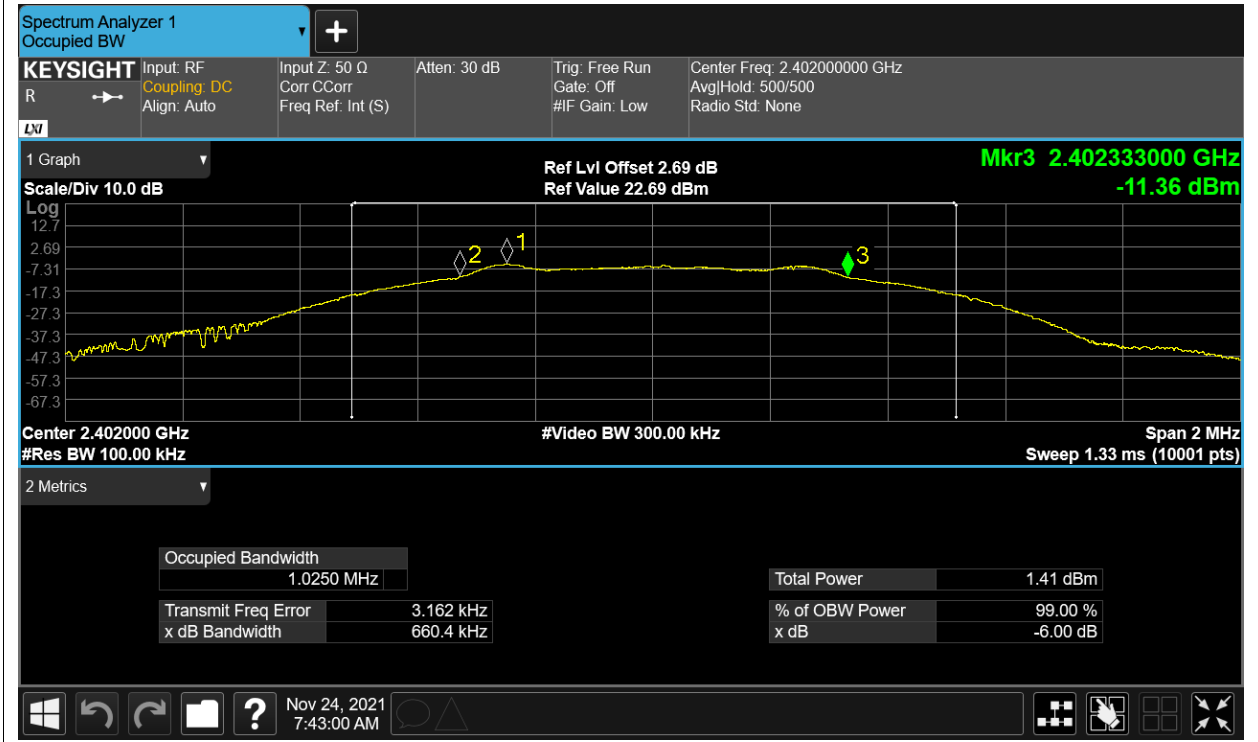 Spectrum Analyzer 1
Occupied BW
KEYSIGHT
R
LXI
Input: RF
Coupling: DC
Align: Auto
Input Z: 50 Ω
Corr CCorr
Freq Ref: Int (S)
Atten: 30 dB
Trig: Free Run
Gate: Off
#IF Gain: Low
Center Freq: 2.402000000 GHz
Avg|Hold: 500/500
Radio Std: None
1 Graph
Scale/Div 10.0 dB
Ref Lvl Offset 2.69 dB
Ref Value 22.69 dBm
Mkr3 2.402333000 GHz
-11.36 dBm
Log
12.7
2.69
-7.31
-17.3
-27.3
-37.3
-47.3
-57.3
-67.3
2
1
3
Center 2.402000 GHz
#Res BW 100.00 kHz
#Video BW 300.00 kHz
Span 2 MHz
Sweep 1.33 ms (10001 pts)
2 Metrics
Occupied Bandwidth
1.0250 MHz
Transmit Freq Error 3.162 kHz
x dB Bandwidth 660.4 kHz
Total Power 1.41 dBm
% of OBW Power 99.00 %
x dB -6.00 dB
?
Nov 24, 2021
7:43:00 AM